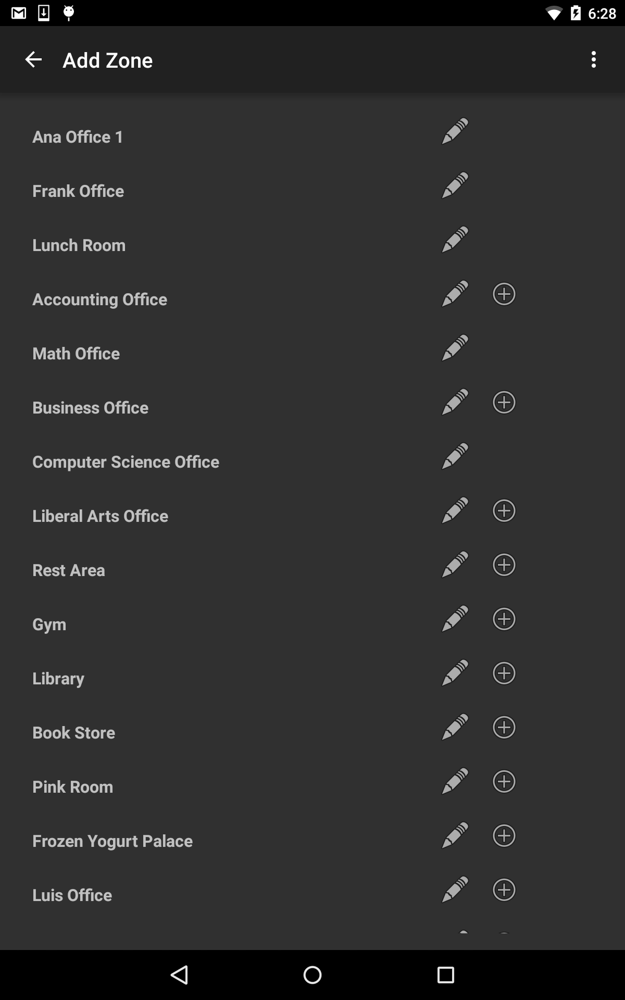 6:28
Add Zone
Ana Office 1
Frank Office
Lunch Room
Accounting Office
Math Office
Business Office
Computer Science Office
Liberal Arts Office
Rest Area
Gym
Library
Book Store
Pink Room
Frozen Yogurt Palace
Luis Office